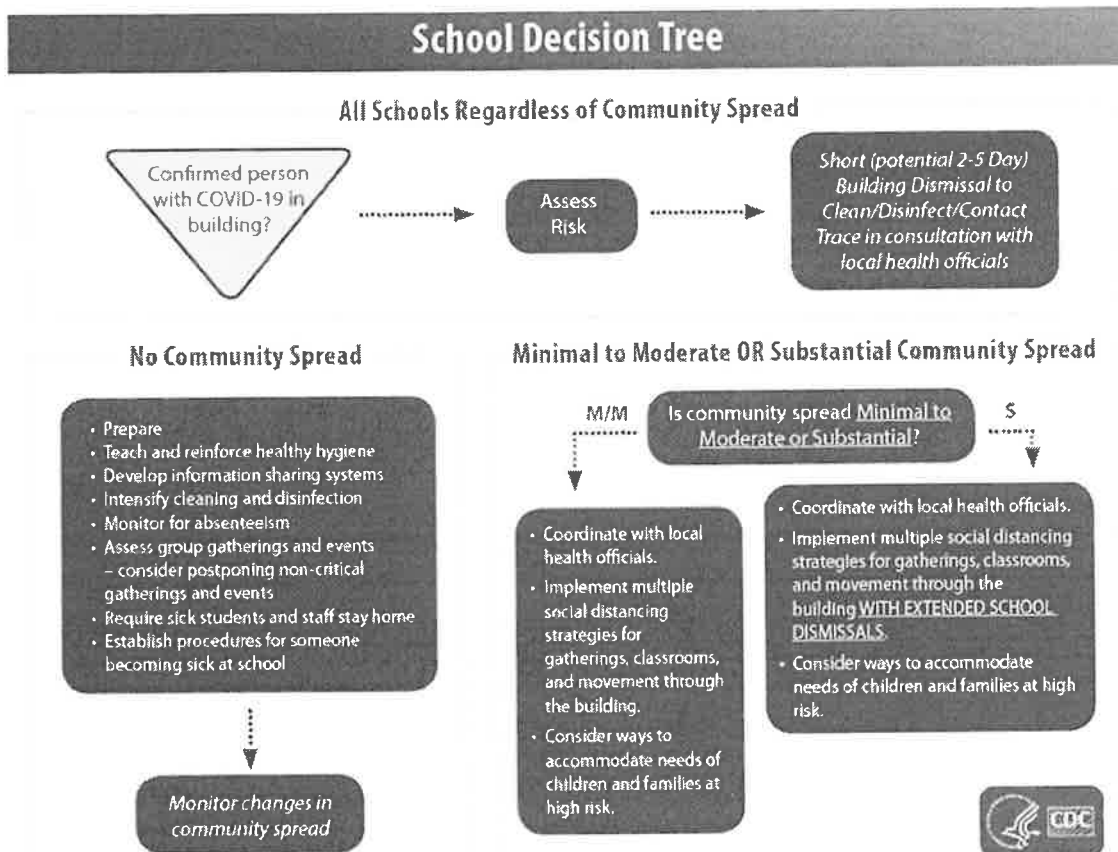 School Decision Tree
All Schools Regardless of Community Spread
Confirmed person
with COVID-19 in
building?
Assess
Risk
Short (potential 2-5 Day)
Building Dismissal to
Clean/Disinfect/Contact
Trace in consultation with
local health officials
No Community Spread
• Prepare
• Teach and reinforce healthy hygiene
• Develop information sharing systems
• Intensify cleaning and disinfection
• Monitor for absenteeism
• Assess group gatherings and events
– consider postponing non-critical
gatherings and events
• Require sick students and staff stay home
• Establish procedures for someone
becoming sick at school
Monitor changes in
community spread
Minimal to Moderate OR Substantial Community Spread
M/M
Is community spread Minimal to
Moderate or Substantial?
S
• Coordinate with local
health officials.
• Implement multiple
social distancing
strategies for
gatherings, classrooms,
and movement through
the building.
• Consider ways to
accommodate needs of
children and families at
high risk.
• Coordinate with local health officials.
• Implement multiple social distancing
strategies for gatherings, classrooms,
and movement through the
building WITH EXTENDED SCHOOL
DISMISSALS.
• Consider ways to accommodate
needs of children and families at high
risk.
CDC